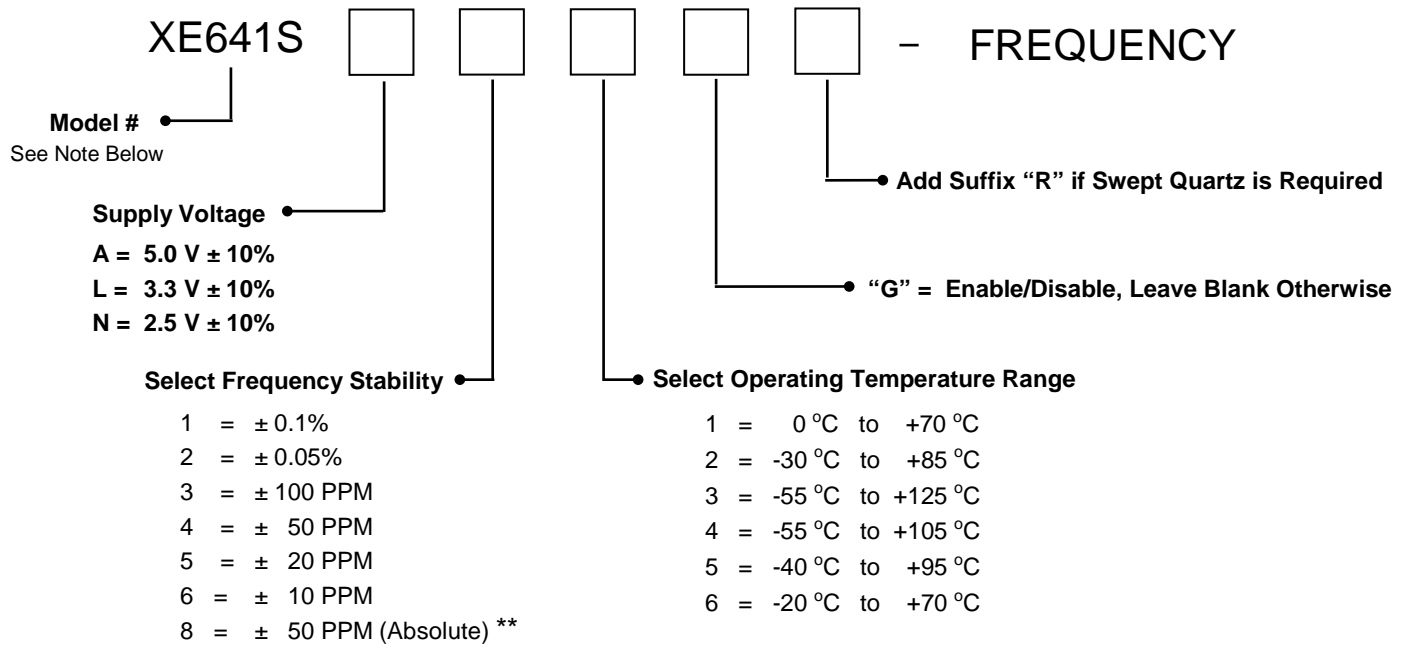 XE641S – FREQUENCY
Model #
See Note Below
Add Suffix “R” if Swept Quartz is Required
Supply Voltage
A = 5.0 V ± 10%
L = 3.3 V ± 10%
N = 2.5 V ± 10%
“G” = Enable/Disable, Leave Blank Otherwise
Select Frequency Stability
1 = ± 0.1%
2 = ± 0.05%
3 = ± 100 PPM
4 = ± 50 PPM
5 = ± 20 PPM
6 = ± 10 PPM
8 = ± 50 PPM (Absolute) **
Select Operating Temperature Range
1 = 0 °C to +70 °C
2 = -30 °C to +85 °C
3 = -55 °C to +125 °C
4 = -55 °C to +105 °C
5 = -40 °C to +95 °C
6 = -20 °C to +70 °C